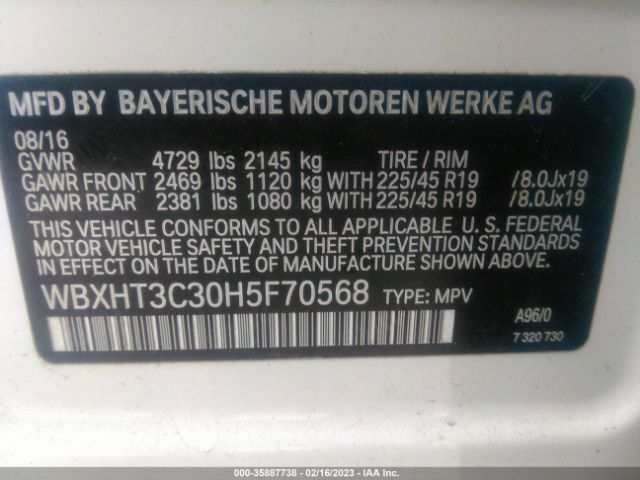 MFD BY BAYERISCHE MOTOREN WERKE AG
08/16
GVWR 4729 lbs 2145 kg TIRE / RIM
GAWR FRONT 2469 lbs 1120 kg WITH 225/45 R19 /8.0Jx19
GAWR REAR 2381 lbs 1080 kg WITH 225/45 R19 /8.0Jx19
THIS VEHICLE CONFORMS TO ALL APPLICABLE U. S. FEDERAL
MOTOR VEHICLE SAFETY AND THEFT PREVENTION STANDARDS
IN EFFECT ON THE DATE OF MANUFACTURE SHOWN ABOVE.
WBXHT3C30H5F70568 TYPE: MPV
A96/0
7 320 730
000-35887738 - 02/16/2023 - IAA Inc.